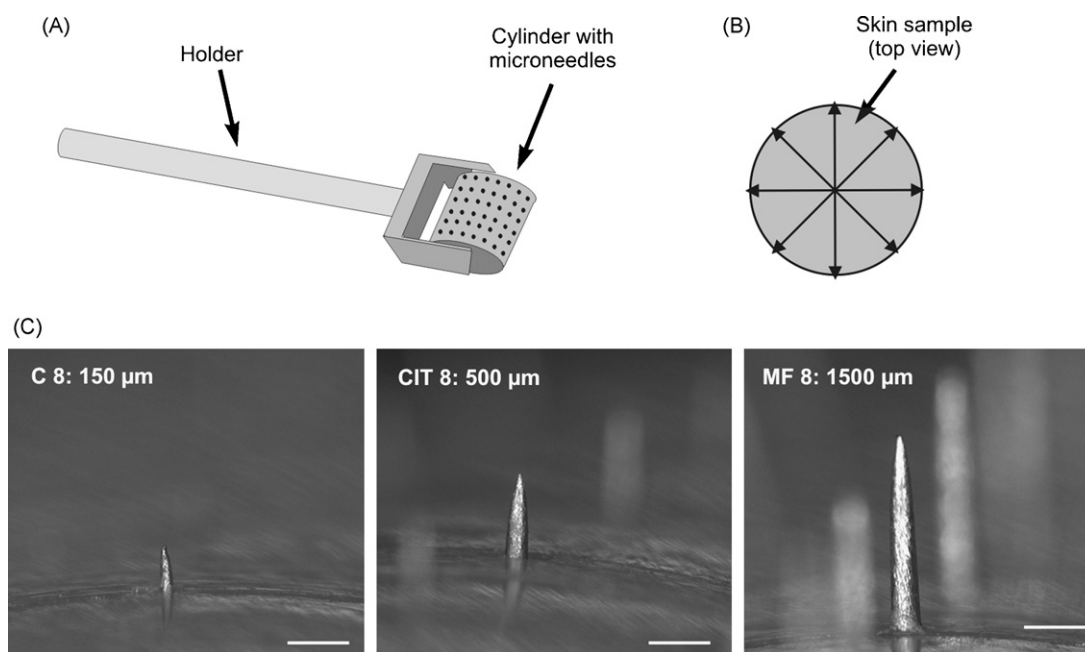 (A)
Holder
Cylinder with
microneedles
(B)
Skin sample
(top view)
(C)
C 8: 150 µm
CIT 8: 500 µm
MF 8: 1500 µm